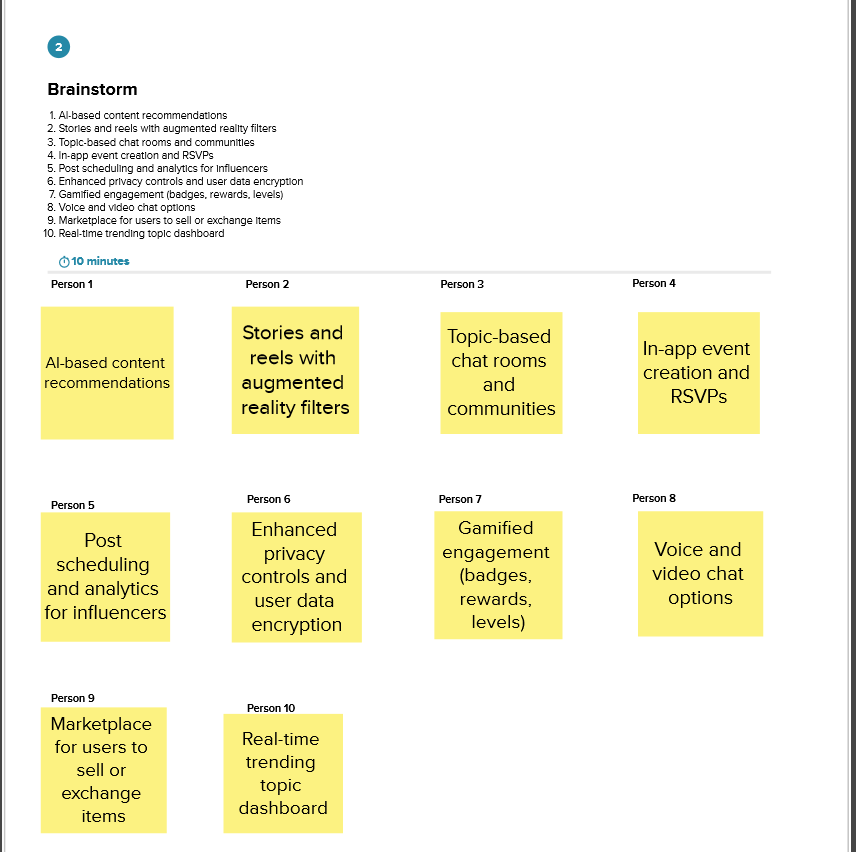 2
Brainstorm
1. AI-based content recommendations
2. Stories and reels with augmented reality filters
3. Topic-based chat rooms and communities
4. In-app event creation and RSVPs
5. Post scheduling and analytics for influencers
6. Enhanced privacy controls and user data encryption
7. Gamified engagement (badges, rewards, levels)
8. Voice and video chat options
9. Marketplace for users to sell or exchange items
10. Real-time trending topic dashboard
10 minutes
Person 1
AI-based content
recommendations
Person 2
Stories and
reels with
augmented
reality filters
Person 3
Topic-based
chat rooms
and
communities
Person 4
In-app event
creation and
RSVPs
Person 5
Post
scheduling
and analytics
for influencers
Person 6
Enhanced
privacy
controls and
user data
encryption
Person 7
Gamified
engagement
(badges,
rewards,
levels)
Person 8
Voice and
video chat
options
Person 9
Marketplace
for users to
sell or
exchange
items
Person 10
Real-time
trending
topic
dashboard